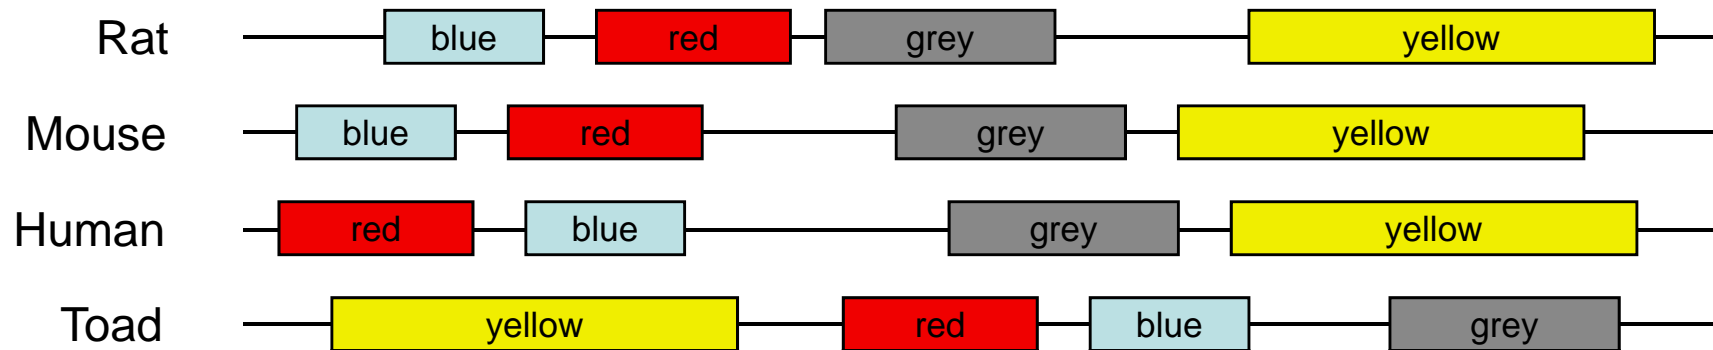 Rat blue red grey yellow
Mouse blue red grey yellow
Human red blue grey yellow
Toad yellow red blue grey